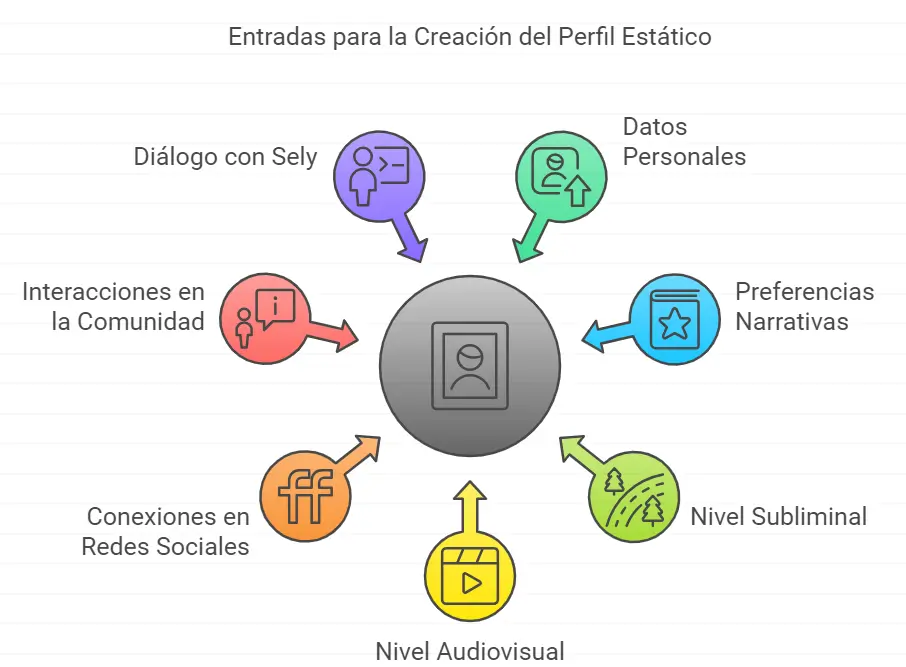 Entradas para la Creación del Perfil Estático
Diálogo con Sely
Datos
Personales
Interacciones en
la Comunidad
Preferencias
Narrativas
Conexiones en
Redes Sociales
Nivel Subliminal
Nivel Audiovisual